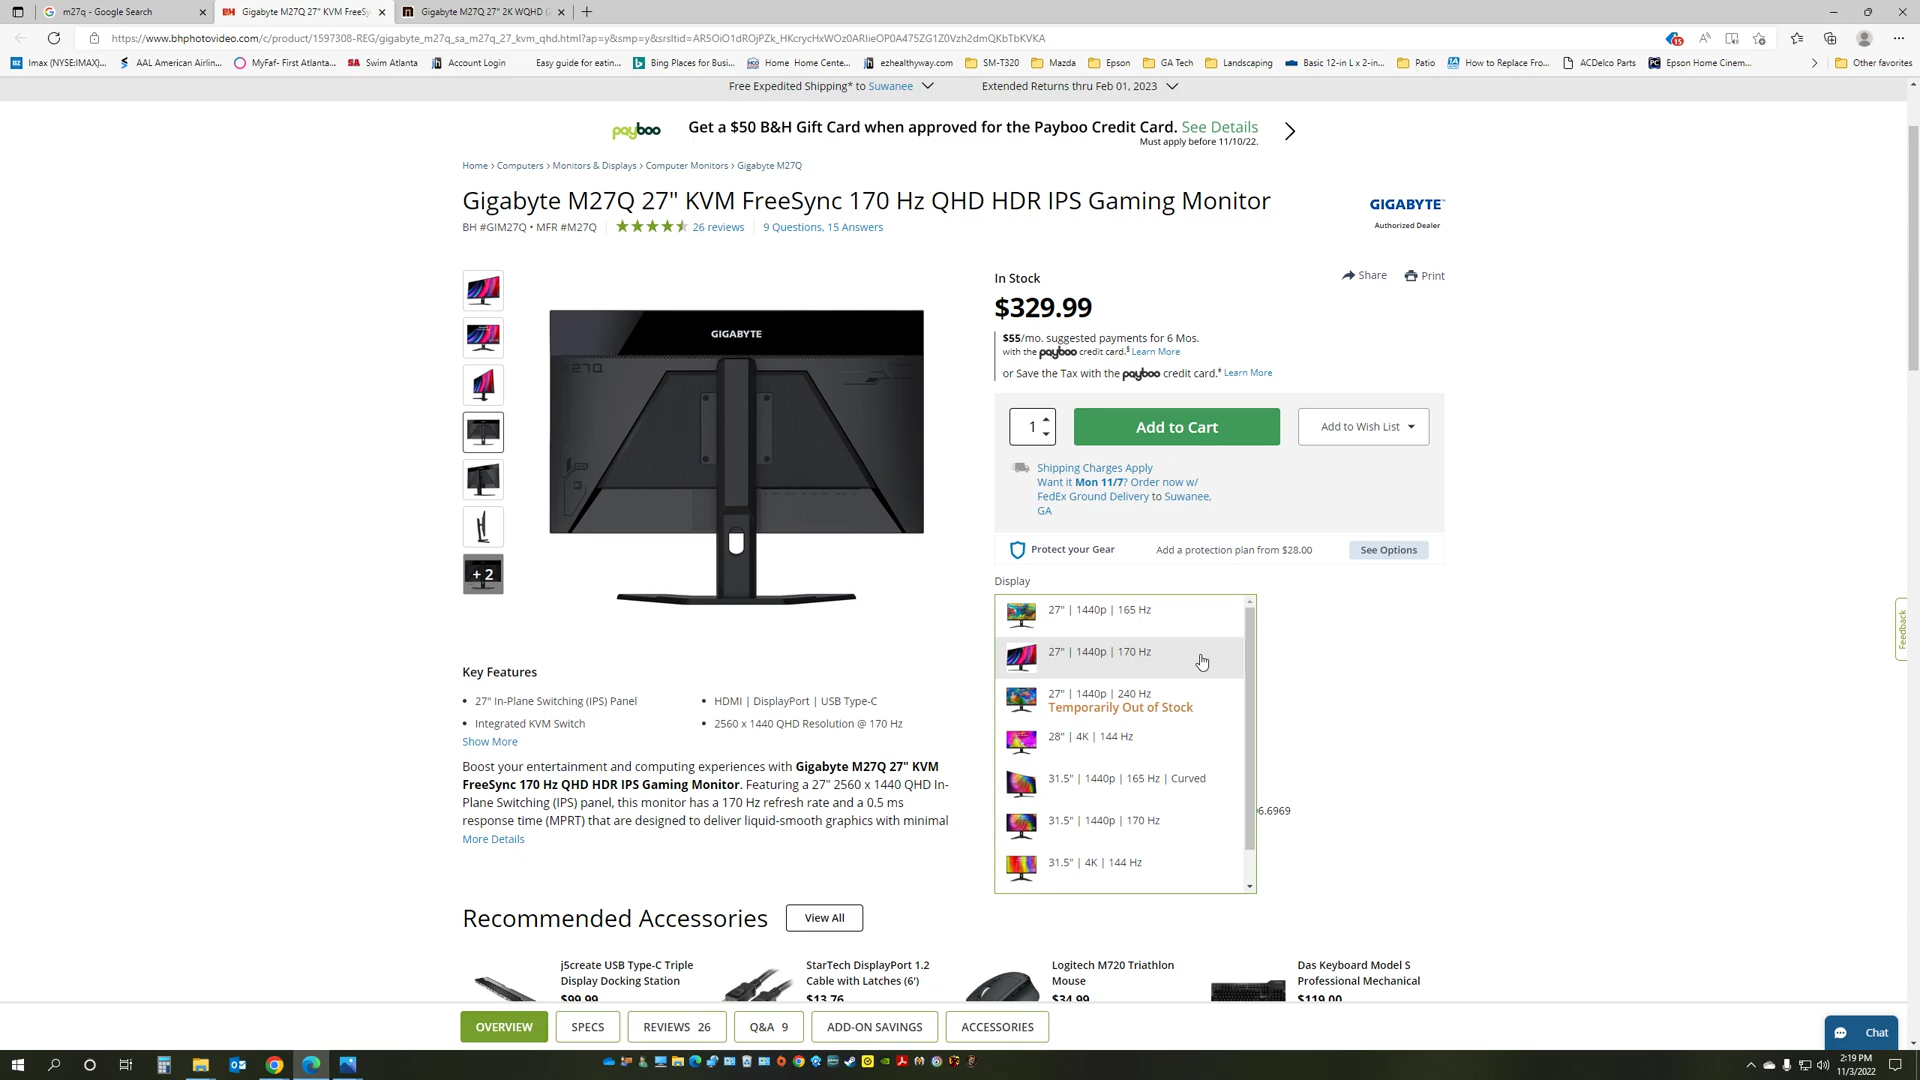 m27q - Google Search
Gigabyte M27Q 27" KVM FreeSy
Gigabyte M27Q 27" 2K WQHD (
https://www.bhphotovideo.com/c/product/1597308-REG/gigabyte_m27q_sa_m27q_27_kvm_qhd.html?ap=y&smp=y&srsltid=AR5OiO1dROjPZk_HKcrycHxWOz0ARIieOP0A475ZG1Z0Vzh2dmQKbTbKVKA
Imax (NYSE:IMAX)...
AAL American Airlin...
MyFaf- First Atlanta...
SA Swim Atlanta
Account Login
Easy guide for eatin...
Bing Places for Busi...
Home Home Cente...
ezhealthyway.com
SM-T320
Mazda
Epson
GA Tech
Landscaping
Basic 12-in L x 2-in...
Patio
How to Replace Fro...
ACDelco Parts
Epson Home Cinem...
Other favorites
Free Expedited Shipping* to Suwanee
Extended Returns thru Feb 01, 2023
payboo
Get a $50 B&H Gift Card when approved for the Payboo Credit Card. See Details
Must apply before 11/10/22.
Home > Computers > Monitors & Displays > Computer Monitors > Gigabyte M27Q
Gigabyte M27Q 27" KVM FreeSync 170 Hz QHD HDR IPS Gaming Monitor
BH #GIM27Q • MFR #M27Q
26 reviews
9 Questions, 15 Answers
GIGABYTE
Authorized Dealer
In Stock
Share
Print
$329.99
$55/mo. suggested payments for 6 Mos.
with the payboo credit card.§ Learn More
or Save the Tax with the payboo credit card.* Learn More
GIGABYTE
M27Q
1
Add to Cart
Add to Wish List
Shipping Charges Apply
Want it Mon 11/7? Order now w/
FedEx Ground Delivery to Suwanee,
GA
Protect your Gear
Add a protection plan from $28.00
See Options
+ 2
Display
27" | 1440p | 165 Hz
27" | 1440p | 170 Hz
27" | 1440p | 240 Hz
Temporarily Out of Stock
28" | 4K | 144 Hz
31.5" | 1440p | 165 Hz | Curved
31.5" | 1440p | 170 Hz
31.5" | 4K | 144 Hz
6.6969
Feedback
Key Features
• 27" In-Plane Switching (IPS) Panel
• HDMI | DisplayPort | USB Type-C
• Integrated KVM Switch
• 2560 x 1440 QHD Resolution @ 170 Hz
Show More
Boost your entertainment and computing experiences with Gigabyte M27Q 27" KVM
FreeSync 170 Hz QHD HDR IPS Gaming Monitor. Featuring a 27" 2560 x 1440 QHD In-
Plane Switching (IPS) panel, this monitor has a 170 Hz refresh rate and a 0.5 ms
response time (MPRT) that are designed to deliver liquid-smooth graphics with minimal
More Details
Recommended Accessories
View All
j5create USB Type-C Triple
Display Docking Station
$99.99
StarTech DisplayPort 1.2
Cable with Latches (6')
$13.76
Logitech M720 Triathlon
Mouse
$34.99
Das Keyboard Model S
Professional Mechanical
$119.00
OVERVIEW
SPECS
REVIEWS 26
Q&A 9
ADD-ON SAVINGS
ACCESSORIES
Chat
2:19 PM
11/3/2022